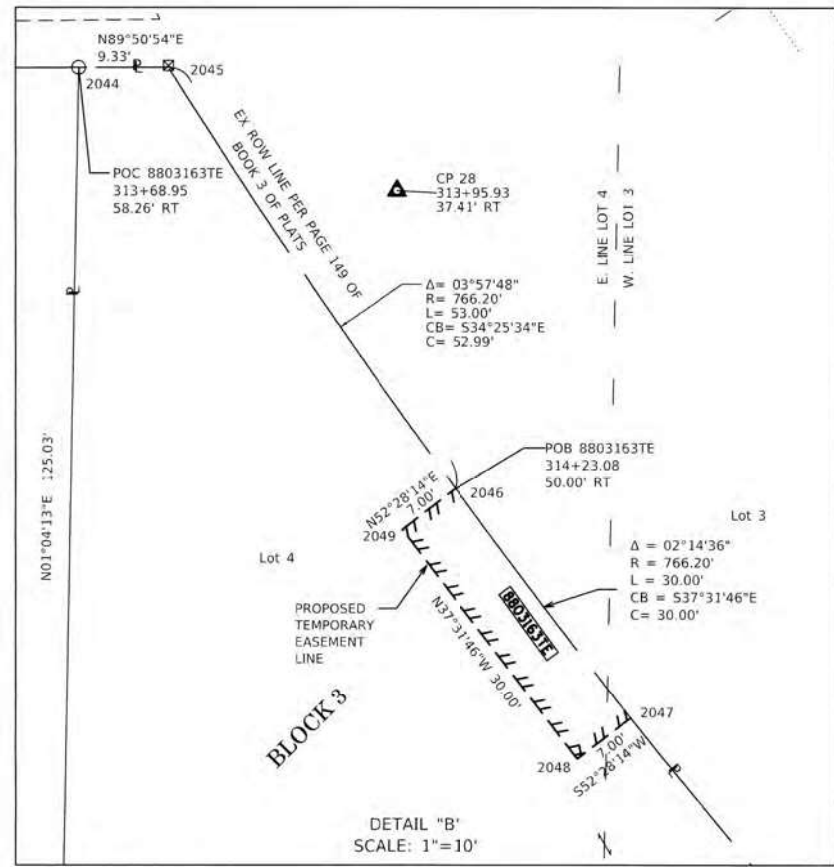 N89°50'54"E
9.33'
2044
2045
POC 8803163TE
313+68.95
58.26' RT
EX ROW LINE PER PAGE 149 OF
BOOK 3 OF PLATS
CP 28
313+95.93
37.41' RT
E. LINE LOT 4
W. LINE LOT 3
Δ= 03°57'48"
R= 766.20'
L= 53.00'
CB= S34°25'34"E
C= 52.99'
N01°04'13"E 125.03'
POB 8803163TE
314+23.08
50.00' RT
N52°28'14"E
7.00'
2046
2049
Lot 3
Lot 4
Δ = 02°14'36"
R = 766.20'
L = 30.00'
CB = S37°31'46"E
C= 30.00'
8803163TE
PROPOSED
TEMPORARY
EASEMENT
LINE
N37°31'46"W 30.00'
BLOCK 3
2047
2048
7.00'
S52°28'14"W
DETAIL "B'
SCALE: 1"=10'